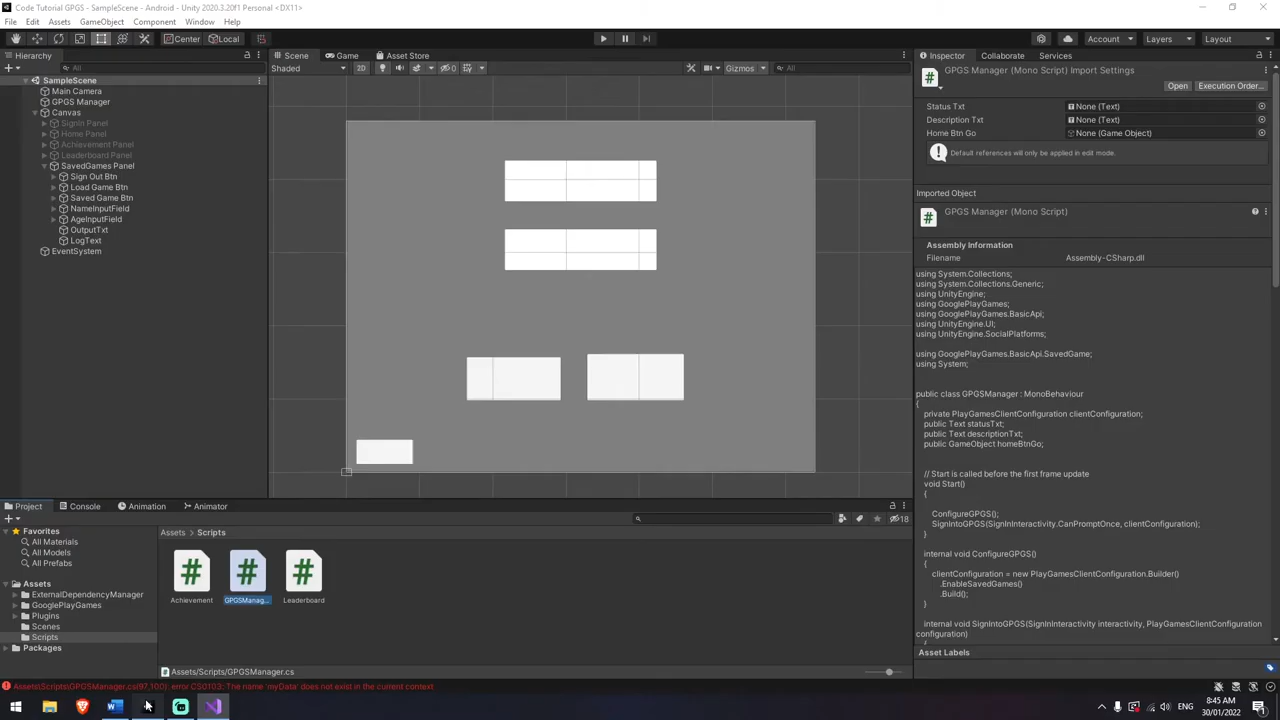 Code Tutorial GPGS - SampleScene - Android - Unity 2020.3.20f1 Personal <DX11>
File Edit Assets GameObject Component Window Help
Center Local Account Layers Layout
Hierarchy
All
SampleScene
Main Camera
GPGS Manager
Canvas
SignIn Panel
Home Panel
Achievement Panel
Leaderboard Panel
SavedGames Panel
Sign Out Btn
Load Game Btn
Saved Game Btn
NameInputField
AgeInputField
OutputTxt
LogText
EventSystem
Scene Game Asset Store
Shaded 2D 0 Gizmos All
Inspector Collaborate Services
GPGS Manager (Mono Script) Import Settings
Open Execution Order...
Status Txt None (Text)
Description Txt None (Text)
Home Btn Go None (Game Object)
Default references will only be applied in edit mode.
Imported Object
GPGS Manager (Mono Script)
Assembly Information
Filename Assembly-CSharp.dll
using System.Collections;
using System.Collections.Generic;
using UnityEngine;
using GooglePlayGames;
using GooglePlayGames.BasicApi;
using UnityEngine.UI;
using UnityEngine.SocialPlatforms;
using GooglePlayGames.BasicApi.SavedGame;
using System;
public class GPGSManager : MonoBehaviour
{
private PlayGamesClientConfiguration clientConfiguration;
public Text statusTxt;
public Text descriptionTxt;
public GameObject homeBtnGo;
// Start is called before the first frame update
void Start()
{
ConfigureGPGS();
SignIntoGPGS(SignInInteractivity.CanPromptOnce, clientConfiguration);
}
internal void ConfigureGPGS()
{
clientConfiguration = new PlayGamesClientConfiguration.Builder()
.EnableSavedGames()
.Build();
}
internal void SignIntoGPGS(SignInInteractivity interactivity, PlayGamesClientConfiguration
configuration)
Asset Labels
Project Console Animation Animator
18
Favorites
All Materials
All Models
All Prefabs
Assets
ExternalDependencyManager
GooglePlayGames
Plugins
Scenes
Scripts
Packages
Assets > Scripts
Achievement GPGSManag... Leaderboard
Assets/Scripts/GPGSManager.cs
Assets\Scripts\GPGSManager.cs(97,100): error CS0103: The name 'myData' does not exist in the current context
ENG 8:45 AM
30/01/2022